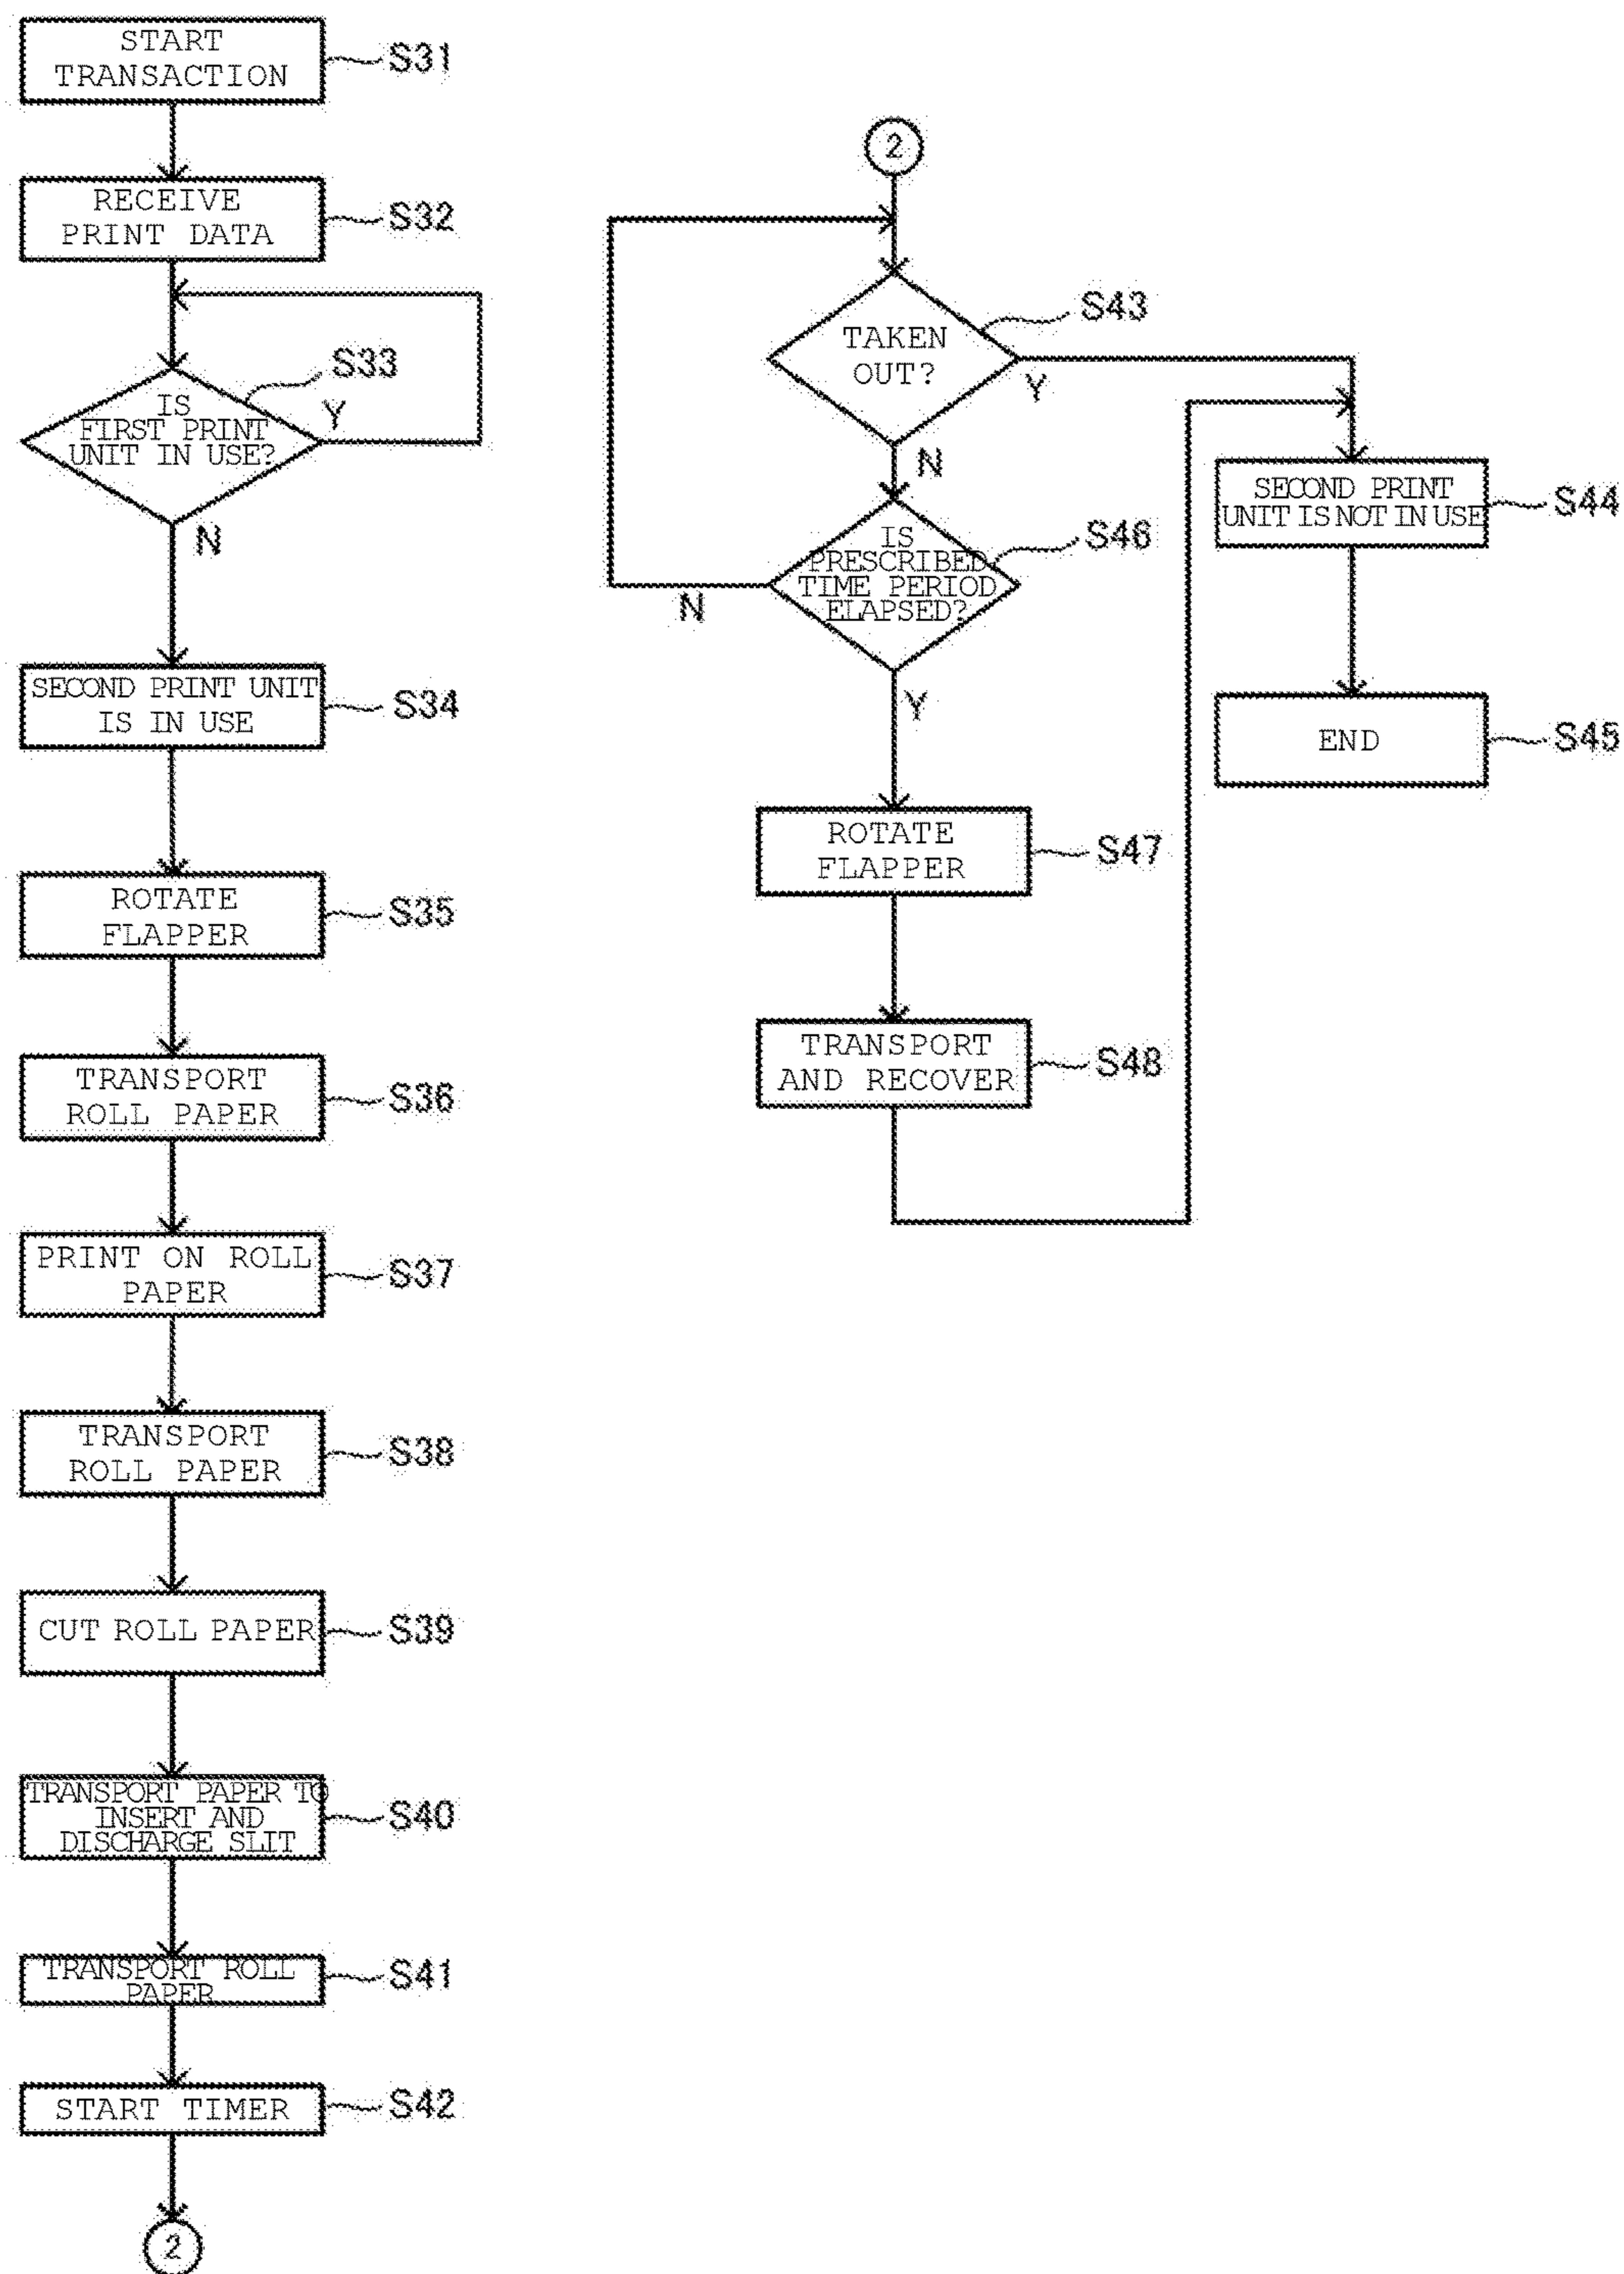 START
TRANSACTION
S31
RECEIVE
PRINT DATA
S32
S33
IS
FIRST PRINT
UNIT IN USE?
Y
N
SECOND PRINT UNIT
IS IN USE
S34
ROTATE
FLAPPER
S35
TRANSPORT
ROLL PAPER
S36
PRINT ON ROLL
PAPER
S37
TRANSPORT
ROLL PAPER
S38
CUT ROLL PAPER
S39
TRANSPORT PAPER TO
INSERT AND
DISCHARGE SLIT
S40
TRANSPORT ROLL
PAPER
S41
START TIMER
S42
2
2
TAKEN
OUT?
S43
Y
N
IS
PRESCRIBED
TIME PERIOD
ELAPSED?
S46
N
Y
ROTATE
FLAPPER
S47
TRANSPORT
AND RECOVER
S48
SECOND PRINT
UNIT IS NOT IN USE
S44
END
S45